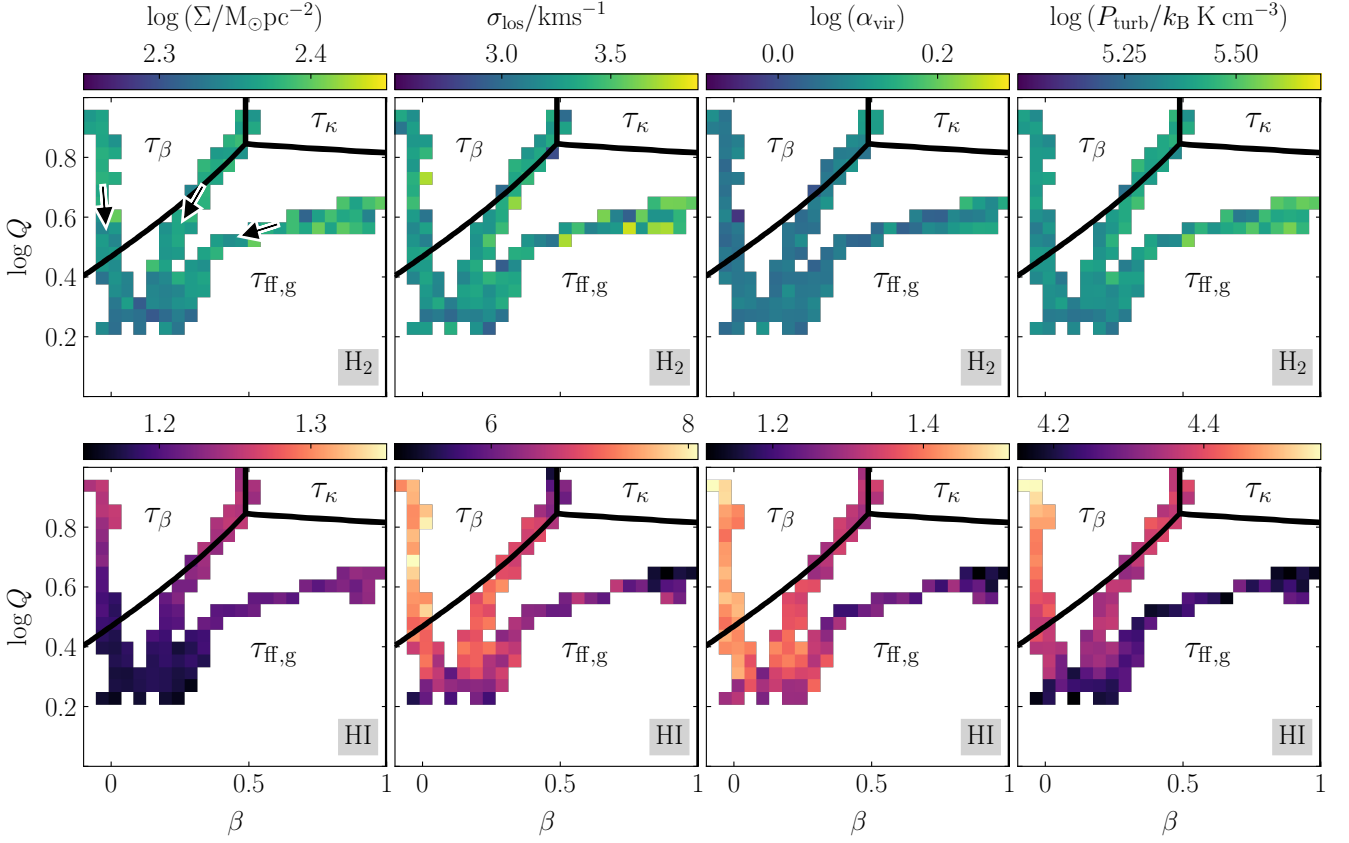 log (Σ/M⊙pc⁻²) σlos/kms⁻¹ log (αvir) log (Pturb/kB K cm⁻³)
2.3 2.4 3.0 3.5 0.0 0.2 5.25 5.50
τβ τκ τβ τκ τβ τκ τβ τκ
0.8
0.6
log Q
0.4
τff,g τff,g τff,g τff,g
0.2
H₂ H₂ H₂ H₂
1.2 1.3 6 8 1.2 1.4 4.2 4.4
τβ τκ τβ τκ τβ τκ τβ τκ
0.8
0.6
log Q
0.4
τff,g τff,g τff,g τff,g
0.2
HI HI HI HI
0 0.5 1 0 0.5 1 0 0.5 1 0 0.5 1
β β β β